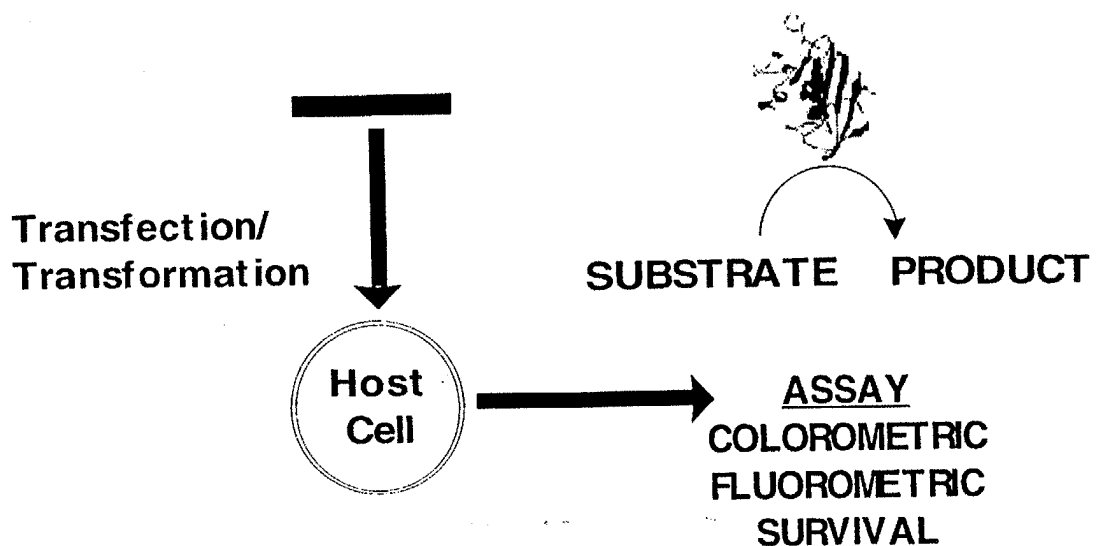 Transfection/
Transformation
SUBSTRATE PRODUCT
Host
Cell
ASSAY
COLOROMETRIC
FLUOROMETRIC
SURVIVAL